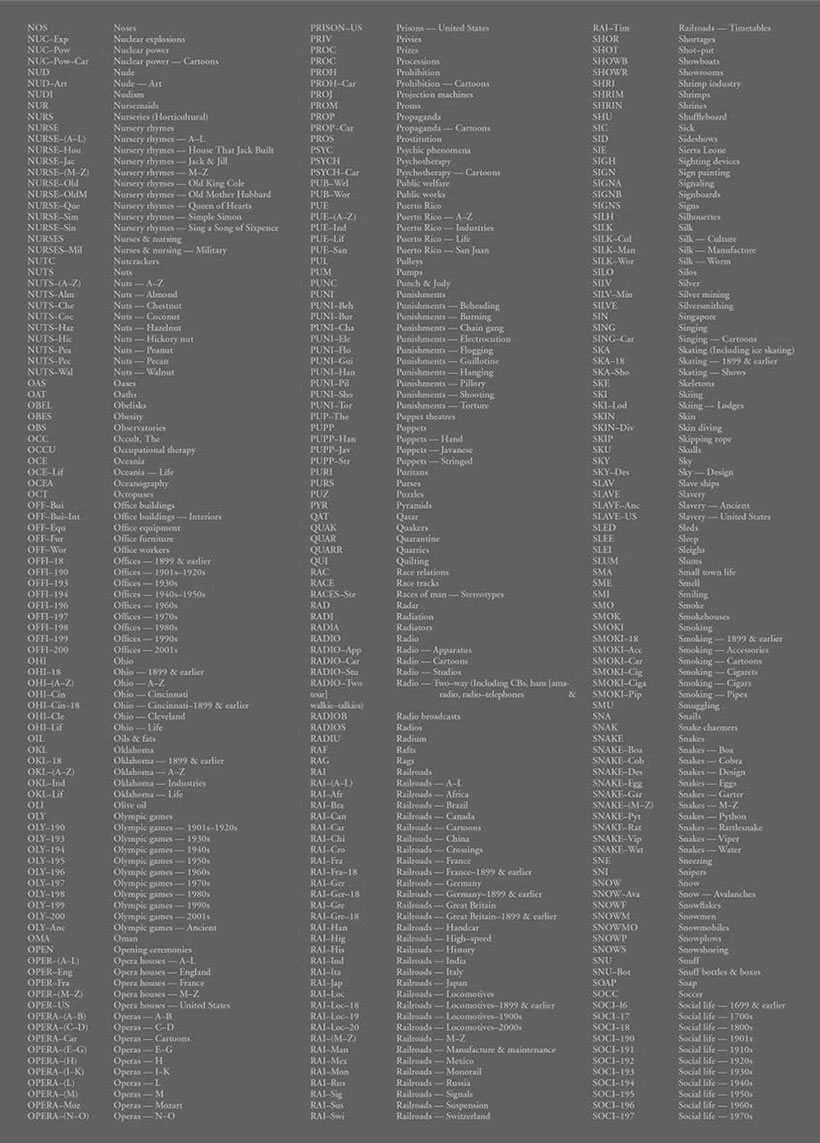 NOS Noses
NUC–Exp Nuclear explosions
NUC–Pow Nuclear power
NUC–Pow–Car Nuclear power — Cartoons
NUD Nude
NUD–Art Nude — Art
NUDI Nudism
NUR Nursemaids
NURS Nurseries (Horticultural)
NURSE Nursery rhymes
NURSE–(A–L) Nursery rhymes — A–L
NURSE–Hou Nursery rhymes — House That Jack Built
NURSE–Jac Nursery rhymes — Jack & Jill
NURSE–(M–Z) Nursery rhymes — M–Z
NURSE–Old Nursery rhymes — Old King Cole
NURSE–OldM Nursery rhymes — Old Mother Hubbard
NURSE–Que Nursery rhymes — Queen of Hearts
NURSE–Sim Nursery rhymes — Simple Simon
NURSE–Sin Nursery rhymes — Sing a Song of Sixpence
NURSES Nurses & nursing
NURSES–Mil Nurses & nursing — Military
NUTC Nutcrackers
NUTS Nuts
NUTS–(A–Z) Nuts — A–Z
NUTS–Alm Nuts — Almond
NUTS–Che Nuts — Chestnut
NUTS–Coc Nuts — Coconut
NUTS–Haz Nuts — Hazelnut
NUTS–Hic Nuts — Hickory nut
NUTS–Pea Nuts — Peanut
NUTS–Pec Nuts — Pecan
NUTS–Wal Nuts — Walnut
OAS Oases
OAT Oaths
OBEL Obelisks
OBES Obesity
OBS Observatories
OCC Occult, The
OCCU Occupational therapy
OCE Oceania
OCE–Lif Oceania — Life
OCEA Oceanography
OCT Octopuses
OFF–Bui Office buildings
OFF–Bui–Int Office buildings — Interiors
OFF–Equ Office equipment
OFF–Fur Office furniture
OFF–Wor Office workers
OFFI–18 Offices — 1899 & earlier
OFFI–190 Offices — 1901s–1920s
OFFI–193 Offices — 1930s
OFFI–194 Offices — 1940s–1950s
OFFI–196 Offices — 1960s
OFFI–197 Offices — 1970s
OFFI–198 Offices — 1980s
OFFI–199 Offices — 1990s
OFFI–200 Offices — 2001s
OHI Ohio
OHI–18 Ohio — 1899 & earlier
OHI–(A–Z) Ohio — A–Z
OHI–Cin Ohio — Cincinnati
OHI–Cin–18 Ohio — Cincinnati–1899 & earlier
OHI–Cle Ohio — Cleveland
OHI–Lif Ohio — Life
OIL Oils & fats
OKL Oklahoma
OKL–18 Oklahoma — 1899 & earlier
OKL–(A–Z) Oklahoma — A–Z
OKL–Ind Oklahoma — Industries
OKL–Lif Oklahoma — Life
OLI Olive oil
OLY Olympic games
OLY–190 Olympic games — 1901s–1920s
OLY–193 Olympic games — 1930s
OLY–194 Olympic games — 1940s
OLY–195 Olympic games — 1950s
OLY–196 Olympic games — 1960s
OLY–197 Olympic games — 1970s
OLY–198 Olympic games — 1980s
OLY–199 Olympic games — 1990s
OLY–200 Olympic games — 2001s
OLY–Anc Olympic games — Ancient
OMA Oman
OPEN Opening ceremonies
OPER–(A–L) Opera houses — A–L
OPER–Eng Opera houses — England
OPER–Fra Opera houses — France
OPER–(M–Z) Opera houses — M–Z
OPER–US Opera houses — United States
OPERA–(A–B) Operas — A–B
OPERA–(C–D) Operas — C–D
OPERA–Car Operas — Cartoons
OPERA–(E–G) Operas — E–G
OPERA–(H) Operas — H
OPERA–(I–K) Operas — I–K
OPERA–(L) Operas — L
OPERA–(M) Operas — M
OPERA–Moz Operas — Mozart
OPERA–(N–O) Operas — N–O
PRISON–US Prisons — United States
PRIV Privies
PROC Prizes
PROC Processions
PROH Prohibition
PROH–Car Prohibition — Cartoons
PROJ Projection machines
PROM Proms
PROP Propaganda
PROP–Car Propaganda — Cartoons
PROS Prostitution
PSYC Psychic phenomena
PSYCH Psychotherapy
PSYCH–Car Psychotherapy — Cartoons
PUB–Wel Public welfare
PUB–Wor Public works
PUE Puerto Rico
PUE–(A–Z) Puerto Rico — A–Z
PUE–Ind Puerto Rico — Industries
PUE–Lif Puerto Rico — Life
PUE–San Puerto Rico — San Juan
PUL Pulleys
PUM Pumps
PUNC Punch & Judy
PUNI Punishments
PUNI–Beh Punishments — Beheading
PUNI–Bur Punishments — Burning
PUNI–Cha Punishments — Chain gang
PUNI–Ele Punishments — Electrocution
PUNI–Flo Punishments — Flogging
PUNI–Gui Punishments — Guillotine
PUNI–Han Punishments — Hanging
PUNI–Pil Punishments — Pillory
PUNI–Sho Punishments — Shooting
PUNI–Tor Punishments — Torture
PUP–The Puppet theatres
PUPP Puppets
PUPP–Han Puppets — Hand
PUPP–Jav Puppets — Javanese
PUPP–Str Puppets — Stringed
PURI Puritans
PURS Purses
PUZ Puzzles
PYR Pyramids
QAT Qatar
QUAK Quakers
QUAR Quarantine
QUARR Quarries
QUI Quilting
RAC Race relations
RACE Race tracks
RACES–Ste Races of man — Stereotypes
RAD Radar
RADI Radiation
RADIA Radiators
RADIO Radio
RADIO–App Radio — Apparatus
RADIO–Car Radio — Cartoons
RADIO–Stu Radio — Studios
RADIO–Two Radio — Two–way (Including CBs, ham [ama-
teur] radio, radio–telephones &
walkie–talkies)
RADIOB Radio broadcasts
RADIOS Radios
RADIU Radium
RAF Rafts
RAG Rags
RAI Railroads
RAI–(A–L) Railroads — A–L
RAI–Afr Railroads — Africa
RAI–Bra Railroads — Brazil
RAI–Can Railroads — Canada
RAI–Car Railroads — Cartoons
RAI–Chi Railroads — China
RAI–Cro Railroads — Crossings
RAI–Fra Railroads — France
RAI–Fra–18 Railroads — France–1899 & earlier
RAI–Ger Railroads — Germany
RAI–Ger–18 Railroads — Germany–1899 & earlier
RAI–Gre Railroads — Great Britain
RAI–Gre–18 Railroads — Great Britain–1899 & earlier
RAI–Han Railroads — Handcar
RAI–Hig Railroads — High–speed
RAI–His Railroads — History
RAI–Ind Railroads — India
RAI–Ita Railroads — Italy
RAI–Jap Railroads — Japan
RAI–Loc Railroads — Locomotives
RAI–Loc–18 Railroads — Locomotives–1899 & earlier
RAI–Loc–19 Railroads — Locomotives–1900s
RAI–Loc–20 Railroads — Locomotives–2000s
RAI–(M–Z) Railroads — M–Z
RAI–Man Railroads — Manufacture & maintenance
RAI–Mex Railroads — Mexico
RAI–Mon Railroads — Monorail
RAI–Rus Railroads — Russia
RAI–Sig Railroads — Signals
RAI–Sus Railroads — Suspension
RAI–Swi Railroads — Switzerland
RAI–Tim Railroads — Timetables
SHOR Shortages
SHOT Shot–put
SHOWB Showboats
SHOWR Showrooms
SHRI Shrimp industry
SHRIM Shrimps
SHRIN Shrines
SHU Shuffleboard
SIC Sick
SID Sideshows
SIE Sierra Leone
SIGH Sighting devices
SIGN Sign painting
SIGNA Signaling
SIGNB Signboards
SIGNS Signs
SILH Silhouettes
SILK Silk
SILK–Col Silk — Culture
SILK–Man Silk — Manufacture
SILK–Wor Silk — Worm
SILO Silos
SILV Silver
SILV–Min Silver mining
SILVE Silversmithing
SIN Singapore
SING Singing
SING–Car Singing — Cartoons
SKA Skating (Including ice skating)
SKA–18 Skating — 1899 & earlier
SKA–Sho Skating — Shows
SKE Skeletons
SKI Skiing
SKI–Lod Skiing — Lodges
SKIN Skin
SKIN–Div Skin diving
SKIP Skipping rope
SKU Skulls
SKY Sky
SKY–Des Sky — Design
SLAV Slave ships
SLAVE Slavery
SLAVE–Anc Slavery — Ancient
SLAVE–US Slavery — United States
SLED Sleds
SLEE Sleep
SLEI Sleighs
SLUM Slums
SMA Small town life
SME Smell
SMI Smiling
SMO Smoke
SMOK Smokehouses
SMOKI Smoking
SMOKI–18 Smoking — 1899 & earlier
SMOKI–Acc Smoking — Accessories
SMOKI–Car Smoking — Cartoons
SMOKI–Cig Smoking — Cigarets
SMOKI–Ciga Smoking — Cigars
SMOKI–Pip Smoking — Pipes
SMU Smuggling
SNA Snails
SNAK Snake charmers
SNAKE Snakes
SNAKE–Boa Snakes — Boa
SNAKE–Cob Snakes — Cobra
SNAKE–Des Snakes — Design
SNAKE–Egg Snakes — Eggs
SNAKE–Gar Snakes — Garter
SNAKE–(M–Z) Snakes — M–Z
SNAKE–Pyt Snakes — Python
SNAKE–Rat Snakes — Rattlesnake
SNAKE–Vip Snakes — Viper
SNAKE–Wat Snakes — Water
SNE Sneezing
SNI Snipers
SNOW Snow
SNOW–Ava Snow — Avalanches
SNOWF Snowflakes
SNOWM Snowmen
SNOWMO Snowmobiles
SNOWP Snowplows
SNOWS Snowshoeing
SNU Snuff
SNU–Bot Snuff bottles & boxes
SOAP Soap
SOCC Soccer
SOCI–16 Social life — 1699 & earlier
SOCI–17 Social life — 1700s
SOCI–18 Social life — 1800s
SOCI–190 Social life — 1901s
SOCI–191 Social life — 1910s
SOCI–192 Social life — 1920s
SOCI–193 Social life — 1930s
SOCI–194 Social life — 1940s
SOCI–195 Social life — 1950s
SOCI–196 Social life — 1960s
SOCI–197 Social life — 1970s